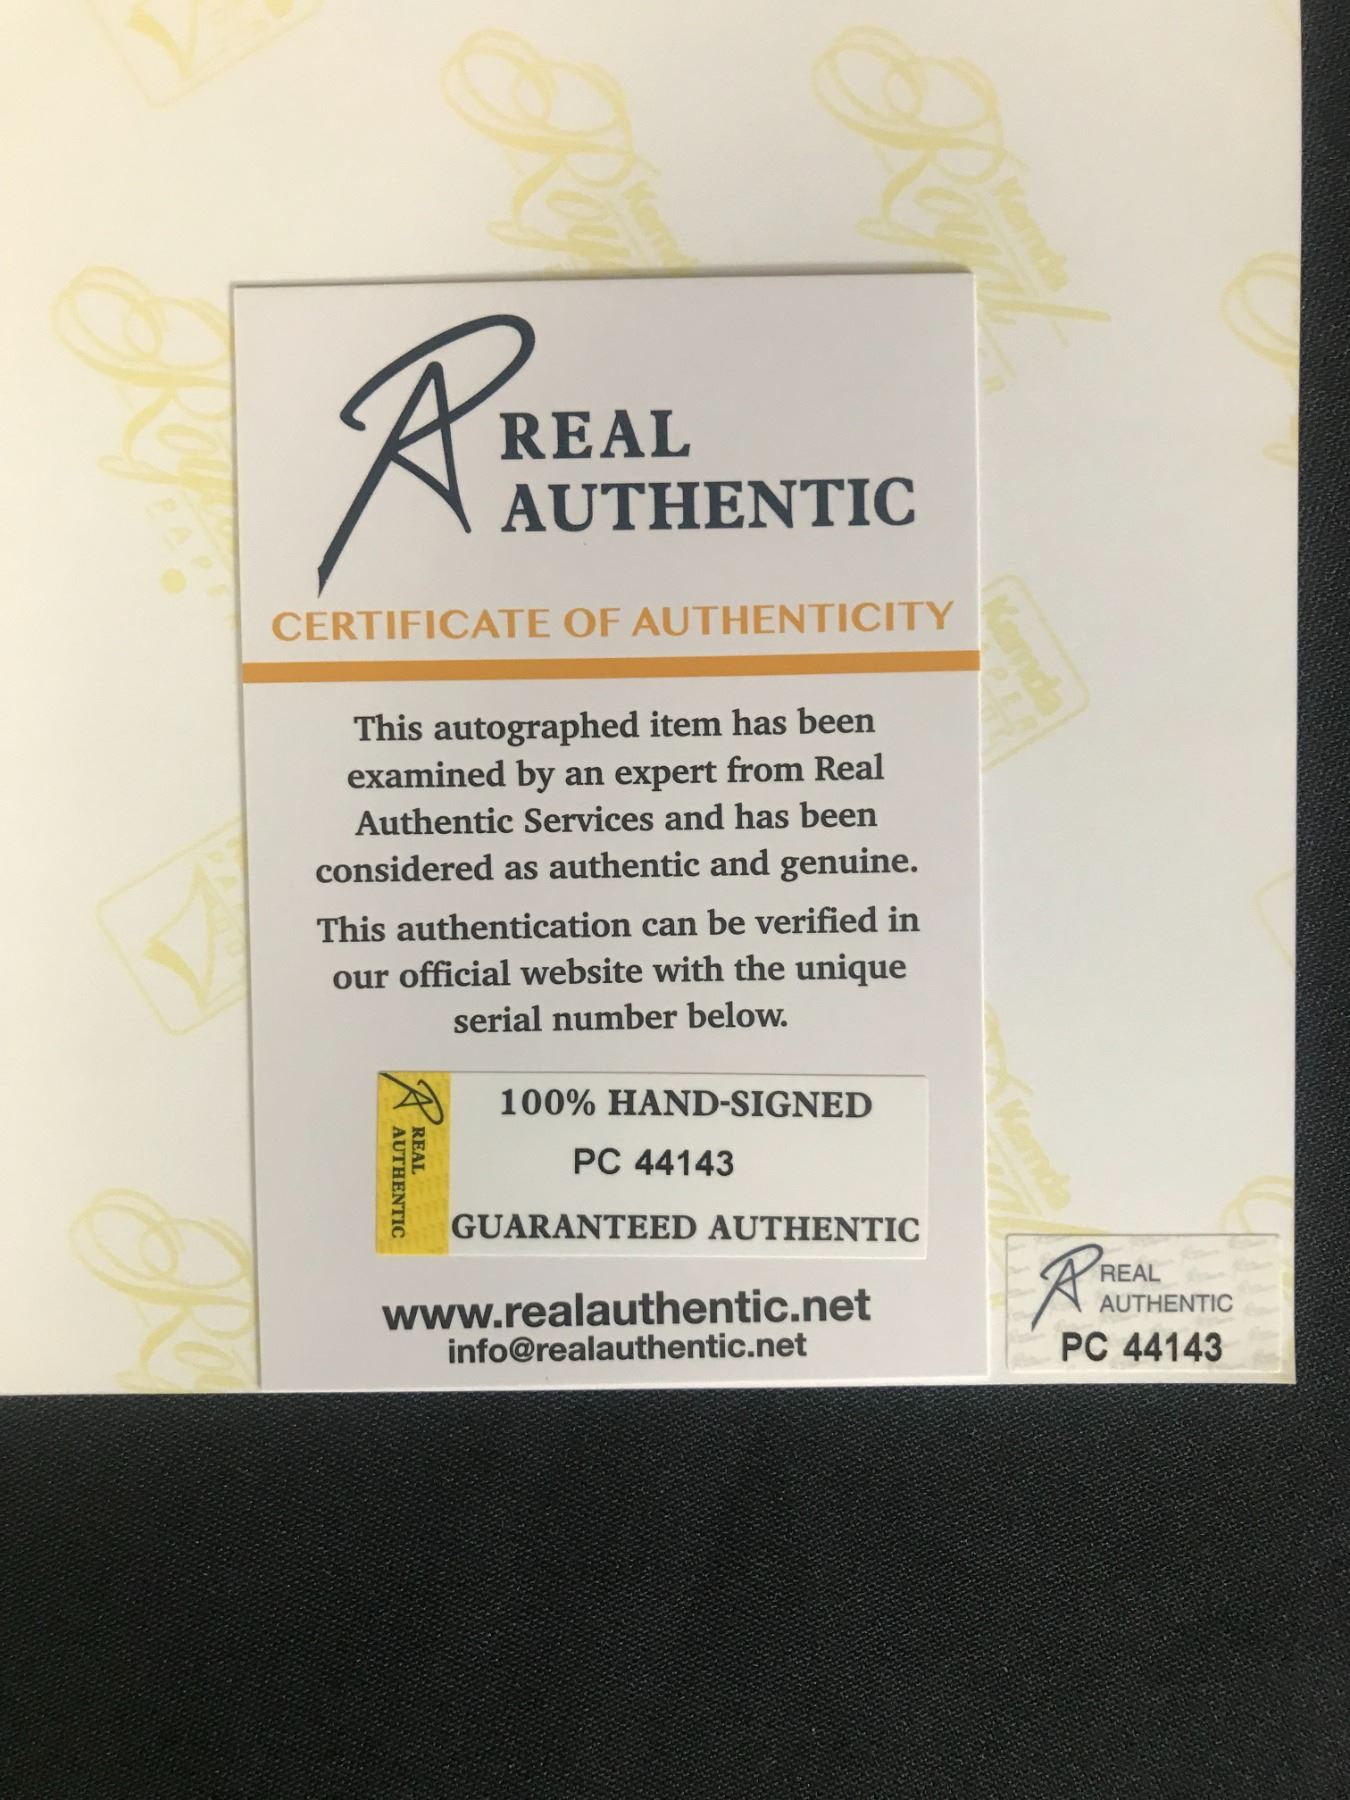 REAL
AUTHENTIC
CERTIFICATE OF AUTHENTICITY
This autographed item has been
examined by an expert from Real
Authentic Services and has been
considered as authentic and genuine.
This authentication can be verified in
our official website with the unique
serial number below.
REAL
AUTHENTIC
100% HAND-SIGNED
PC 44143
GUARANTEED AUTHENTIC
www.realauthentic.net
info@realauthentic.net
REAL
AUTHENTIC
PC 44143
Royal
Royal